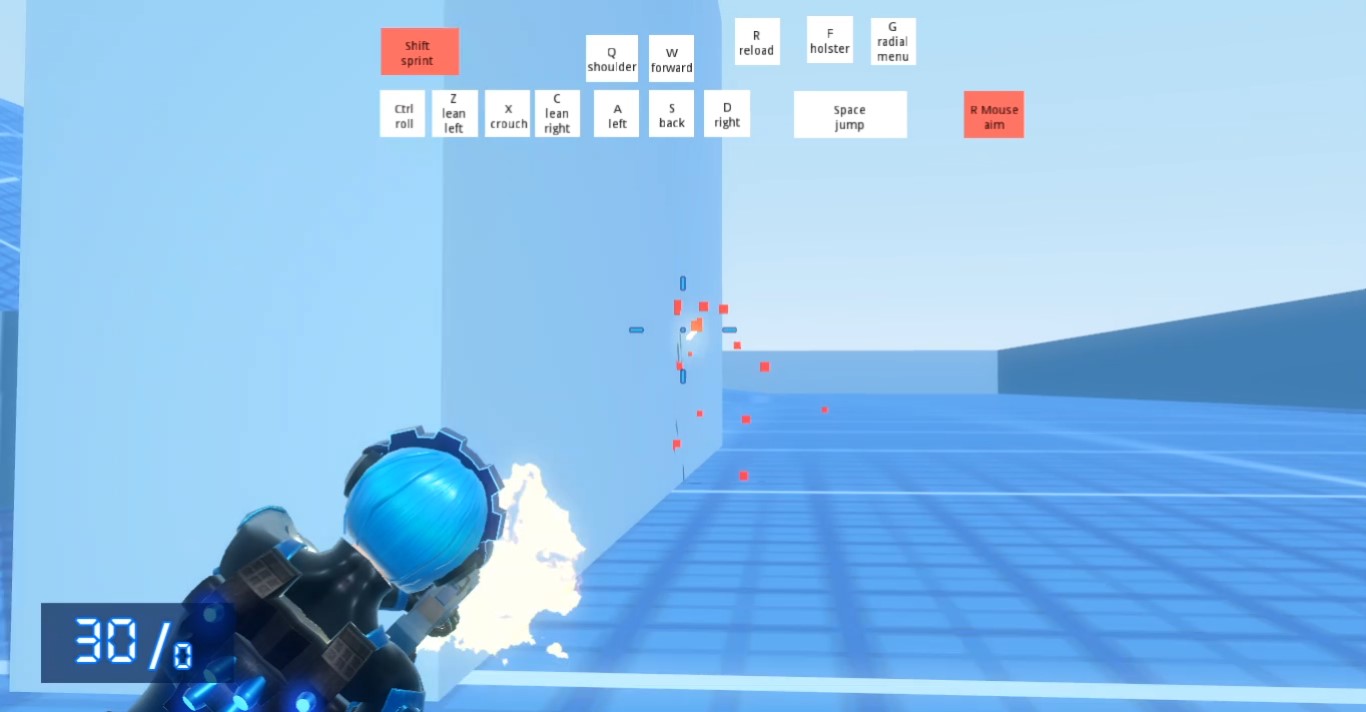 Shift
sprint
Q
shoulder
W
forward
R
reload
F
holster
G
radial
menu
Ctrl
roll
Z
lean
left
X
crouch
C
lean
right
A
left
S
back
D
right
Space
jump
R Mouse
aim
30/0